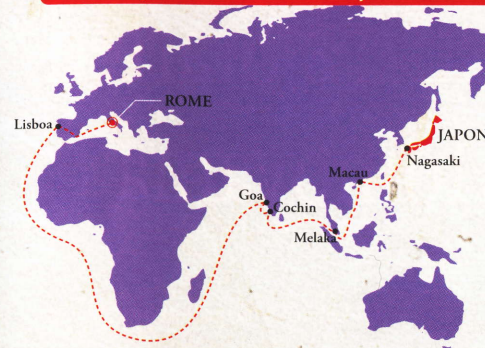 ROME
Lisboa
JAPON
Nagasaki
Macau
Goa
Cochin
Melaka